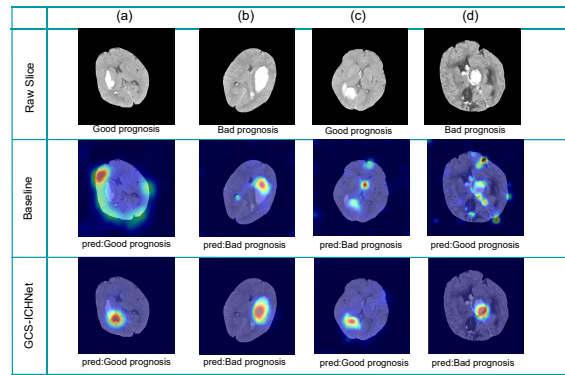 (a) (b) (c) (d)
Raw Slice
Good prognosis Bad prognosis Good prognosis Bad prognosis
Baseline
pred:Good prognosis pred:Bad prognosis pred:Bad prognosis pred:Good prognosis
GCS-ICHNet
pred:Good prognosis pred:Bad prognosis pred:Good prognosis pred:Bad prognosis